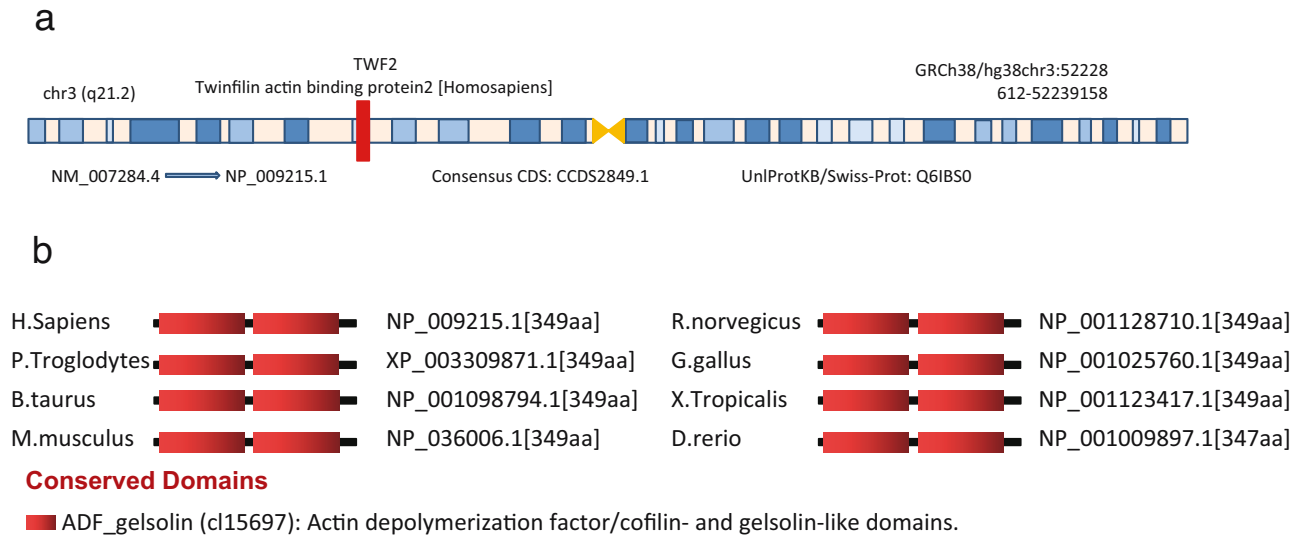 a
TWF2
Twinfilin actin binding protein2 [Homosapiens]
chr3 (q21.2)
GRCh38/hg38chr3:52228
612-52239158
NM_007284.4 NP_009215.1 Consensus CDS: CCDS2849.1 UnlProtKB/Swiss-Prot: Q6IBS0
b
H.Sapiens NP_009215.1[349aa] R.norvegicus NP_001128710.1[349aa]
P.Troglodytes XP_003309871.1[349aa] G.gallus NP_001025760.1[349aa]
B.taurus NP_001098794.1[349aa] X.Tropicalis NP_001123417.1[349aa]
M.musculus NP_036006.1[349aa] D.rerio NP_001009897.1[347aa]
Conserved Domains
ADF_gelsolin (cl15697): Actin depolymerization factor/cofilin- and gelsolin-like domains.